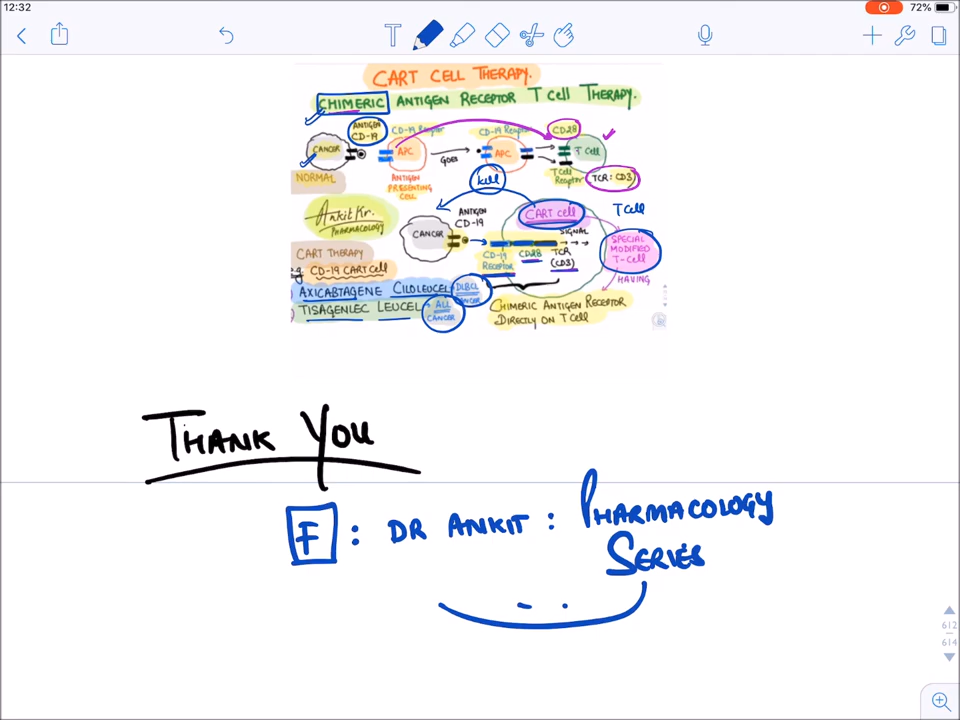 12:32
72%
T
CART CELL THERAPY.
CHIMERIC ANTIGEN RECEPTOR T cell THERAPY.
ANTIGEN CD-19
CD-19 Receptor
CD-19 Receptor
CD28
CANCER
APC
GOES
APC
T Cell
NORMAL
ANTIGEN PRESENTING CELL
T Cell Receptor
TCR: CD3
kill
Ankit Kr.
PHARMACOLOGY
ANTIGEN CD-19
CART cell
T Cell
CANCER
SIGNAL
SPECIAL MODIFIED T-Cell
CD-19 RECEPTOR
CD28
TCR (CD3)
HAVING
CART THERAPY
eg CD-19 CART Cell
AXICABTAGENE CILOLEUCEL
DLBCL CANCER
TISAGENLEC LEUCEL
ALL CANCER
CHIMERIC ANTIGEN RECEPTOR
DIRECTLY ON T Cell
THANK YOU
F : DR ANKIT : PHARMACOLOGY
SERIES
612
614